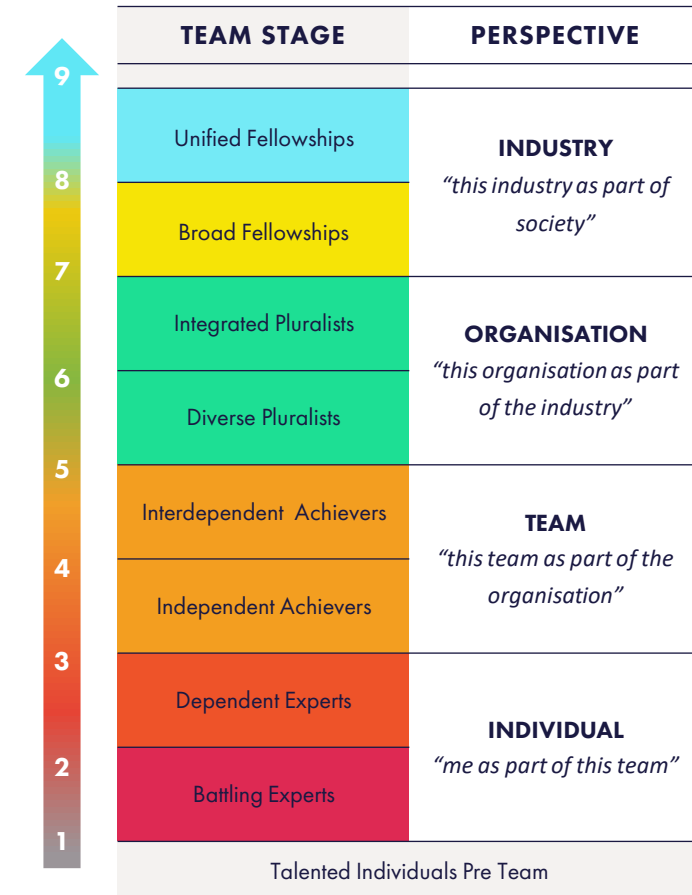 TEAM STAGE
PERSPECTIVE
9
Unified Fellowships
INDUSTRY
“this industry as part of
society”
8
Broad Fellowships
7
Integrated Pluralists
ORGANISATION
“this organisation as part
of the industry”
6
Diverse Pluralists
5
Interdependent Achievers
TEAM
“this team as part of the
organisation”
4
Independent Achievers
3
Dependent Experts
INDIVIDUAL
“me as part of this team”
2
Battling Experts
1
Talented Individuals Pre Team